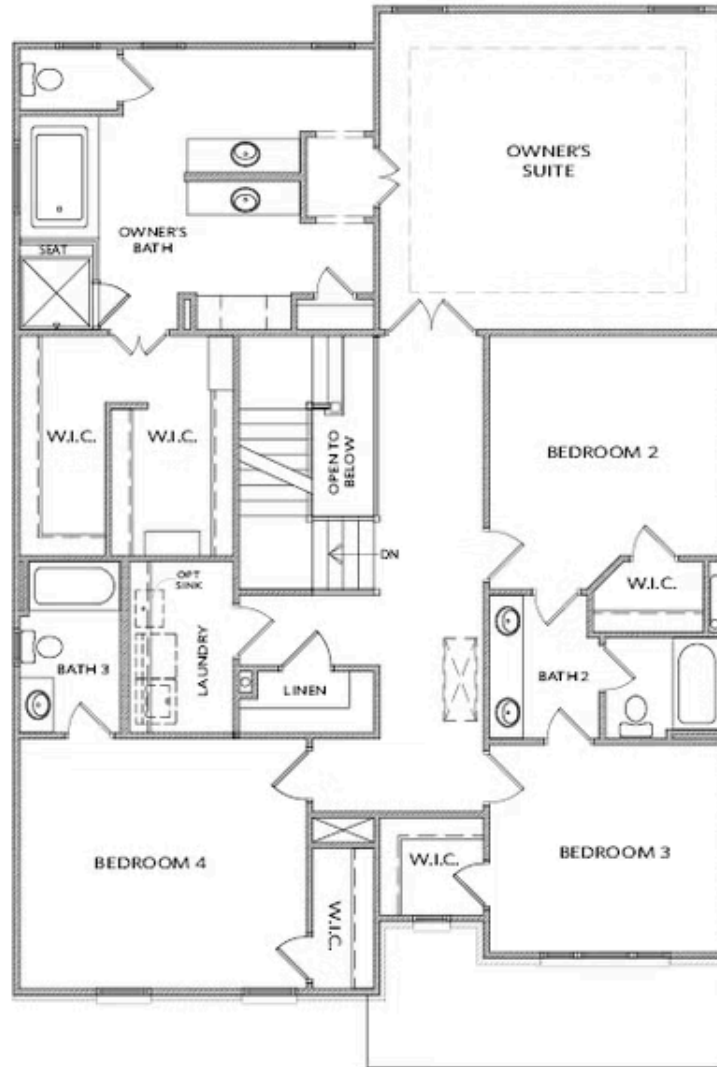 OWNER'S
SUITE
OWNER'S
BATH
SEAT
W.I.C.
W.I.C.
OPEN TO
BELOW
BEDROOM 2
DN
W.I.C.
OPT
SINK
LAUNDRY
BATH 3
LINEN
BATH 2
BEDROOM 4
W.I.C.
W.I.C.
BEDROOM 3